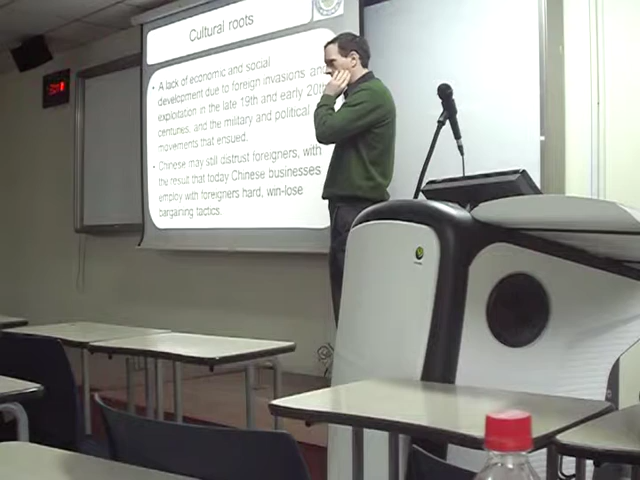 Cultural roots
• A lack of economic and social
development due to foreign invasions an
exploitation in the late 19th and early 20th
centuries, and the military and political
movements that ensued.
• Chinese may still distrust foreigners, with
the result that today Chinese businesses
employ with foreigners hard, win-lose
bargaining tactics.